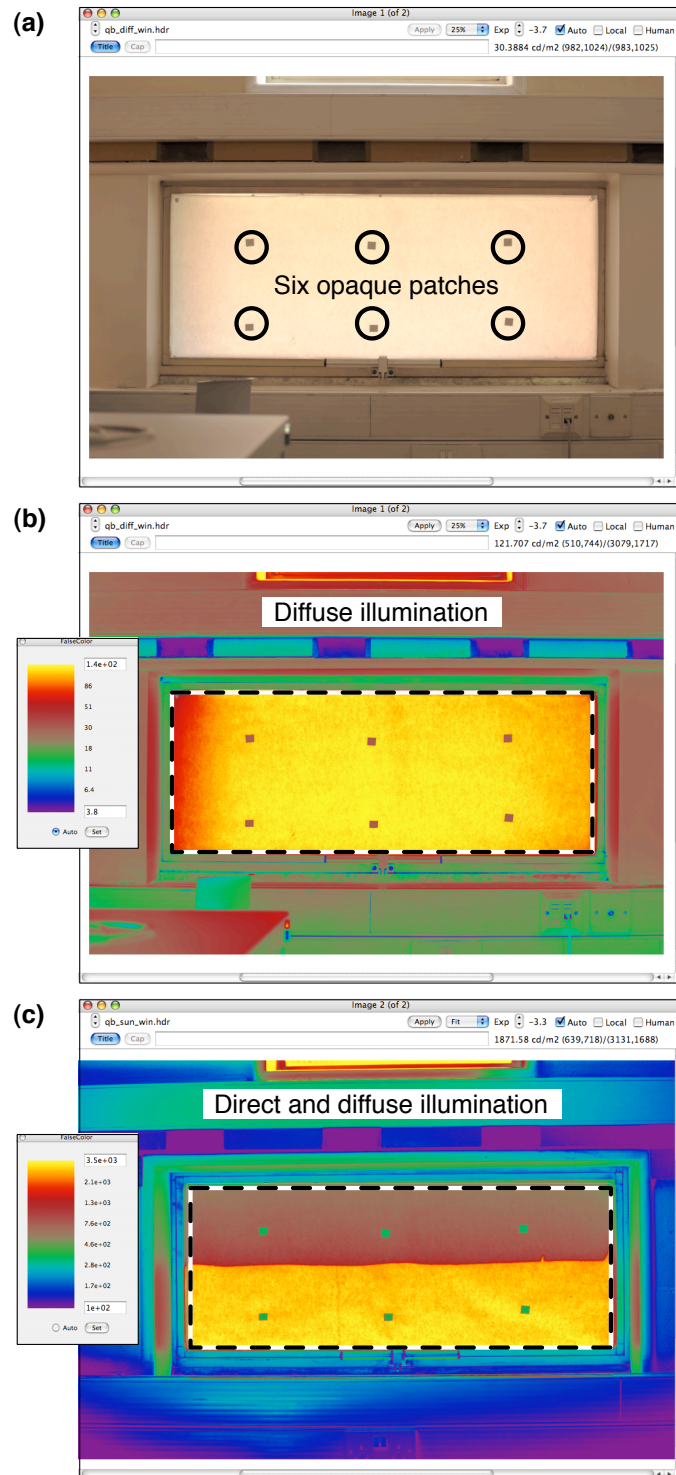 (a)
Image 1 (of 2)
qb_diff_win.hdr Apply 25% Exp -3.7 Auto Local Human
Title Cap 30.3884 cd/m2 (982,1024)/(983,1025)
Six opaque patches
(b)
Image 1 (of 2)
qb_diff_win.hdr Apply 25% Exp -3.7 Auto Local Human
Title Cap 121.707 cd/m2 (510,744)/(3079,1717)
Diffuse illumination
FalseColor
1.4e+02
86
51
30
18
11
6.4
3.8
Auto Set
(c)
Image 2 (of 2)
qb_sun_win.hdr Apply Fit Exp -3.3 Auto Local Human
Title Cap 1871.58 cd/m2 (639,718)/(3131,1688)
Direct and diffuse illumination
FalseColor
3.5e+03
2.1e+03
1.3e+03
7.6e+02
4.6e+02
2.8e+02
1.7e+02
1e+02
Auto Set